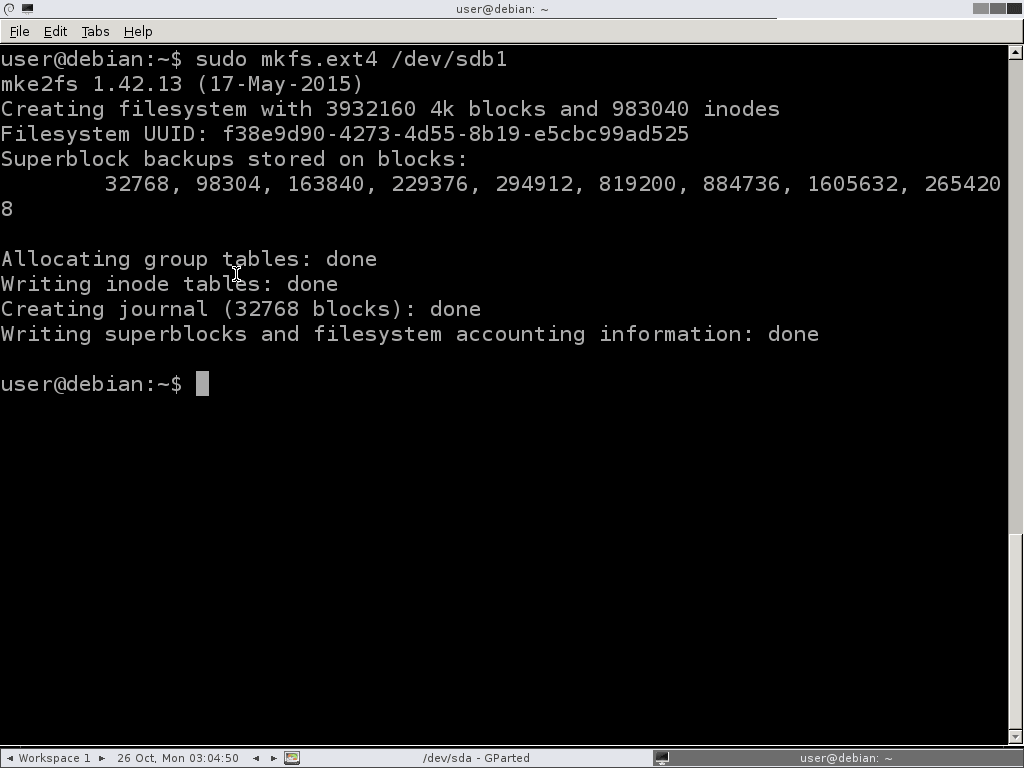 user@debian: ~
File Edit Tabs Help
user@debian:~$ sudo mkfs.ext4 /dev/sdb1
mke2fs 1.42.13 (17-May-2015)
Creating filesystem with 3932160 4k blocks and 983040 inodes
Filesystem UUID: f38e9d90-4273-4d55-8b19-e5cbc99ad525
Superblock backups stored on blocks:
        32768, 98304, 163840, 229376, 294912, 819200, 884736, 1605632, 265420
8
Allocating group tables: done
Writing inode tables: done
Creating journal (32768 blocks): done
Writing superblocks and filesystem accounting information: done
user@debian:~$
Workspace 1 26 Oct, Mon 03:04:50 /dev/sda - GParted user@debian: ~